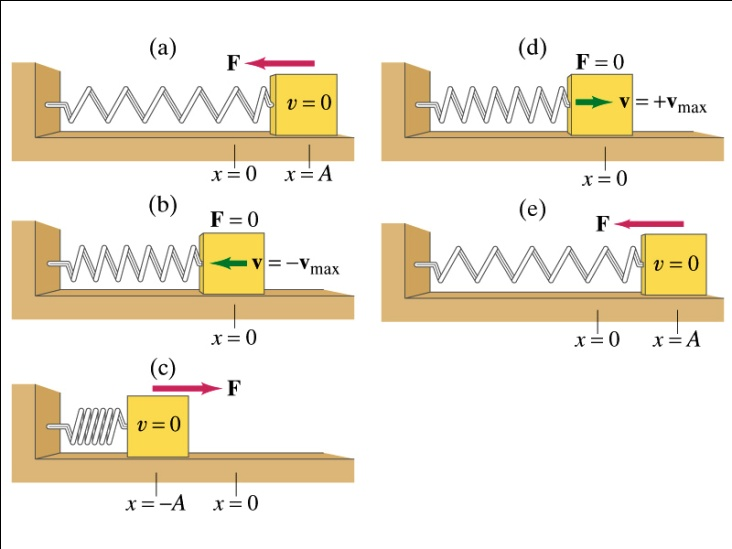 (a)
F
v = 0
x = 0
x = A
(b)
F = 0
v = −vmax
x = 0
(c)
F
v = 0
x = −A
x = 0
(d)
F = 0
v = +vmax
x = 0
(e)
F
v = 0
x = 0
x = A